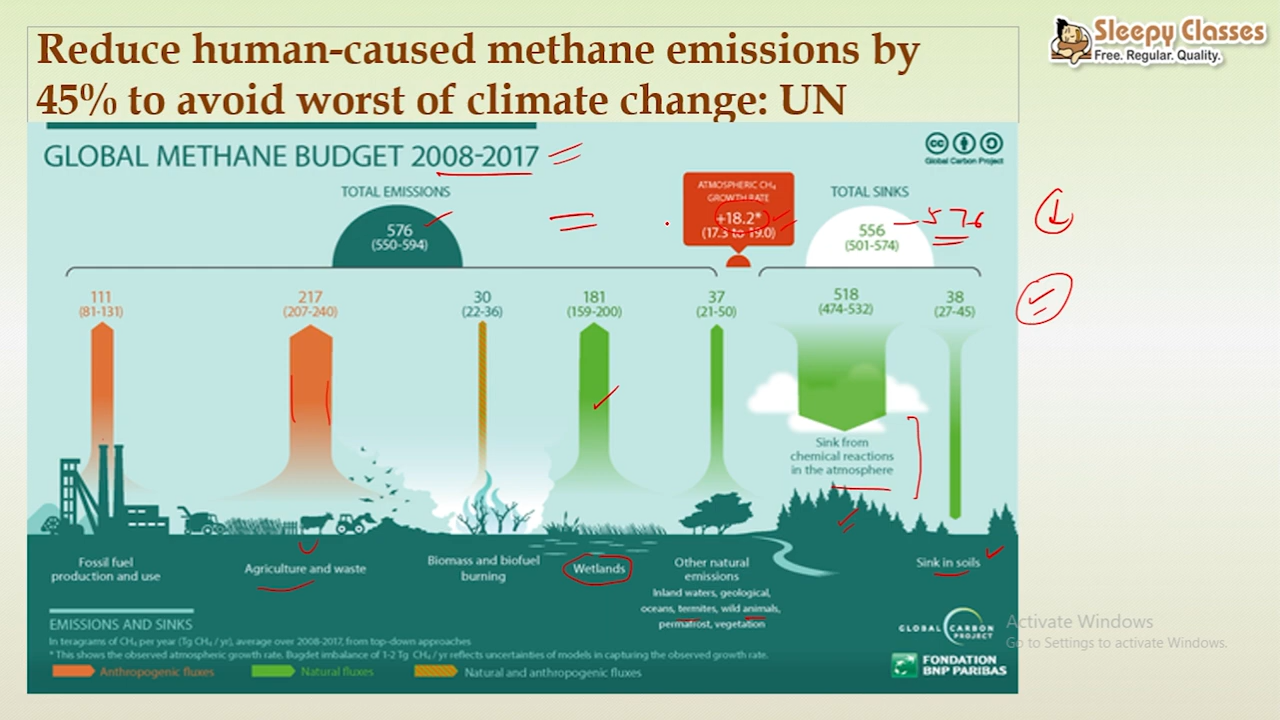 Reduce human-caused methane emissions by
45% to avoid worst of climate change: UN
Sleepy Classes
Free. Regular. Quality.
GLOBAL METHANE BUDGET 2008-2017
Global Carbon Project
TOTAL EMISSIONS
576
(550-594)
ATMOSPHERIC CH₄
GROWTH RATE
+18.2*
(17.3 to 19.0)
TOTAL SINKS
556
(501-574)
576
111
(81-131)
217
(207-240)
30
(22-36)
181
(159-200)
37
(21-50)
518
(474-532)
38
(27-45)
Sink from
chemical reactions
in the atmosphere
Fossil fuel
production and use
Agriculture and waste
Biomass and biofuel
burning
Wetlands
Other natural
emissions
Inland waters, geological,
oceans, termites, wild animals,
permafrost, vegetation
Sink in soils
EMISSIONS AND SINKS
In teragrams of CH₄ per year (Tg CH₄ / yr), average over 2008-2017, from top-down approaches
* This shows the observed atmospheric growth rate. Bugdet imbalance of 1-2 Tg CH₄ / yr reflects uncertainties of models in capturing the observed growth rate.
Anthropogenic fluxes
Natural fluxes
Natural and anthropogenic fluxes
GLOBAL CARBON
PROJECT
FONDATION
BNP PARIBAS
Activate Windows
Go to Settings to activate Windows.